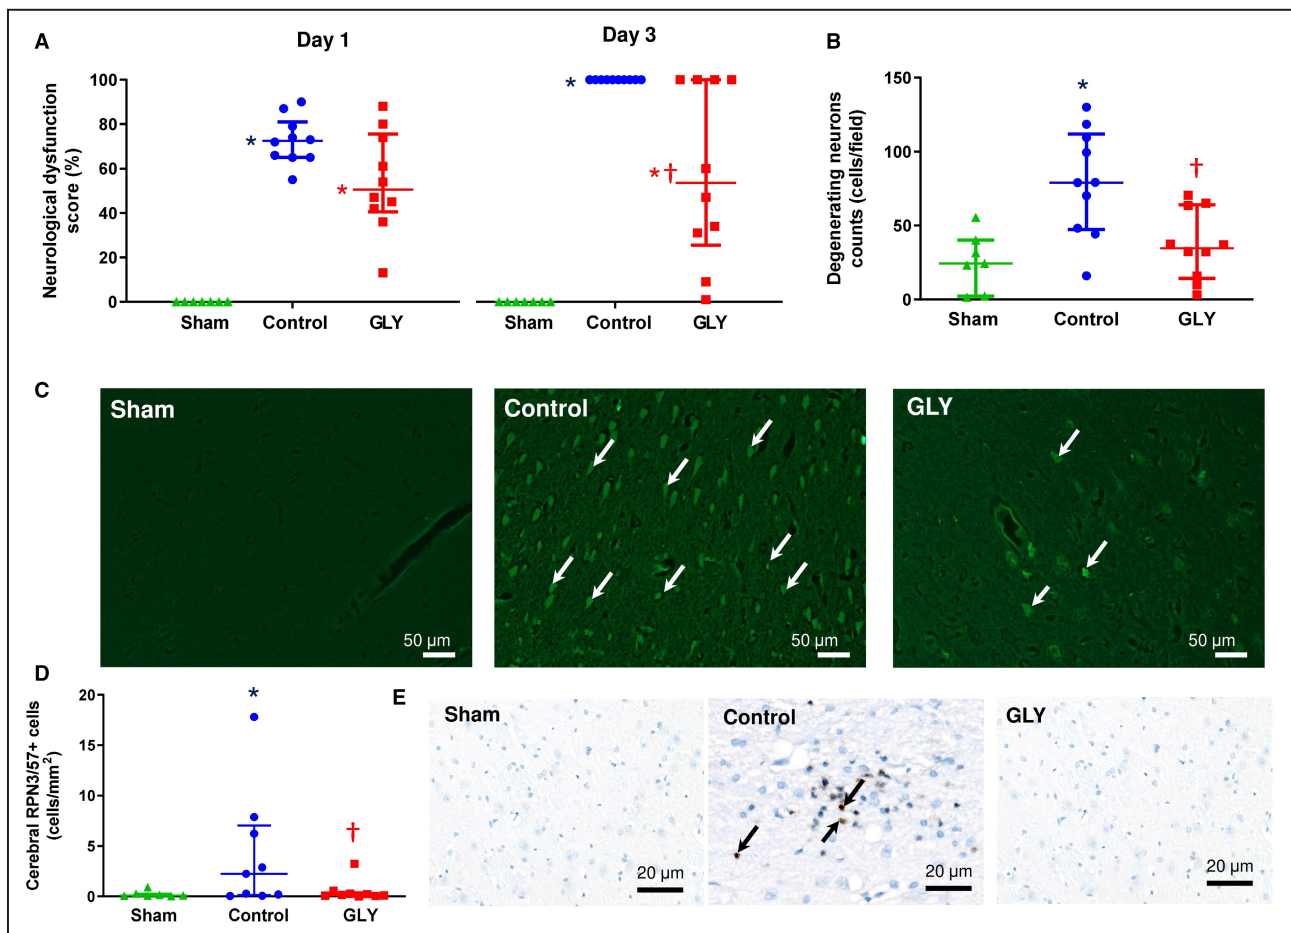 A
Day 1
Day 3
Neurological dysfunction
score (%)
100
80
60
40
20
0
*
*
*
*†
Sham
Control
GLY
Sham
Control
GLY
B
Degenerating neurons
counts (cells/field)
150
100
50
0
*
†
Sham
Control
GLY
C
Sham
50 µm
Control
50 µm
GLY
50 µm
D
Cerebral RPN3/57+ cells
(cells/mm2)
20
15
10
5
0
*
†
Sham
Control
GLY
E
Sham
20 µm
Control
20 µm
GLY
20 µm